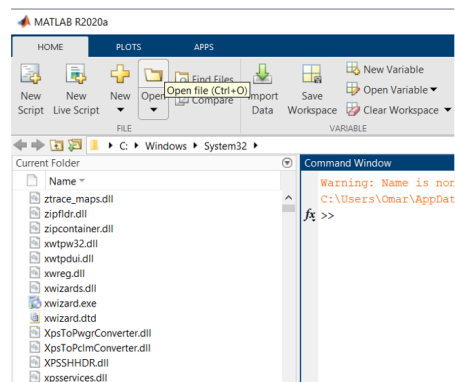 MATLAB R2020a
HOME PLOTS APPS
New Script
New Live Script
New
Open
Find Files
Open file (Ctrl+O)
Compare
Import Data
Save Workspace
New Variable
Open Variable
Clear Workspace
FILE
VARIABLE
C: Windows System32
Current Folder
Name
ztrace_maps.dll
zipfldr.dll
zipcontainer.dll
xwtpw32.dll
xwtpdui.dll
xwreg.dll
xwizards.dll
xwizard.exe
xwizard.dtd
XpsToPwgrConverter.dll
XpsToPclmConverter.dll
XPSSHHDR.dll
xpsservices.dll
Command Window
Warning: Name is non
C:\Users\Omar\AppDat
fx >>